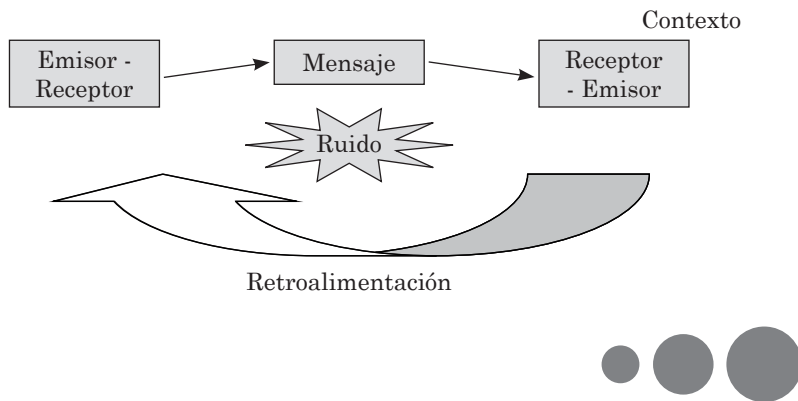 Contexto
Emisor -
Receptor
Mensaje
Receptor
- Emisor
Ruido
Retroalimentación